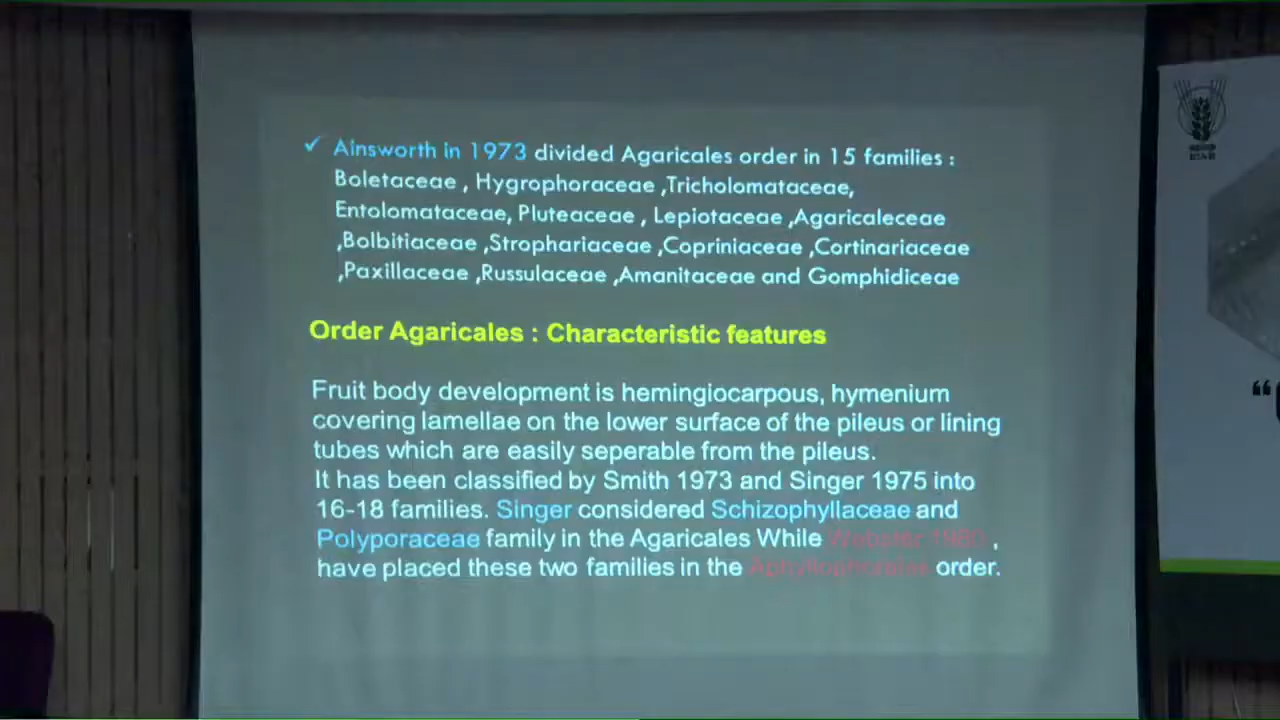 ✓ Ainsworth in 1973 divided Agaricales order in 15 families :
Boletaceae , Hygrophoraceae ,Tricholomataceae,
Entolomataceae, Pluteaceae , Lepiotaceae ,Agaricaleceae
,Bolbitiaceae ,Strophariaceae ,Copriniaceae ,Cortinariaceae
,Paxillaceae ,Russulaceae ,Amanitaceae and Gomphidiceae
Order Agaricales : Characteristic features
Fruit body development is hemingiocarpous, hymenium
covering lamellae on the lower surface of the pileus or lining
tubes which are easily seperable from the pileus.
It has been classified by Smith 1973 and Singer 1975 into
16-18 families. Singer considered Schizophyllaceae and
Polyporaceae family in the Agaricales While Webster 1980 ,
have placed these two families in the Aphyllophorales order.